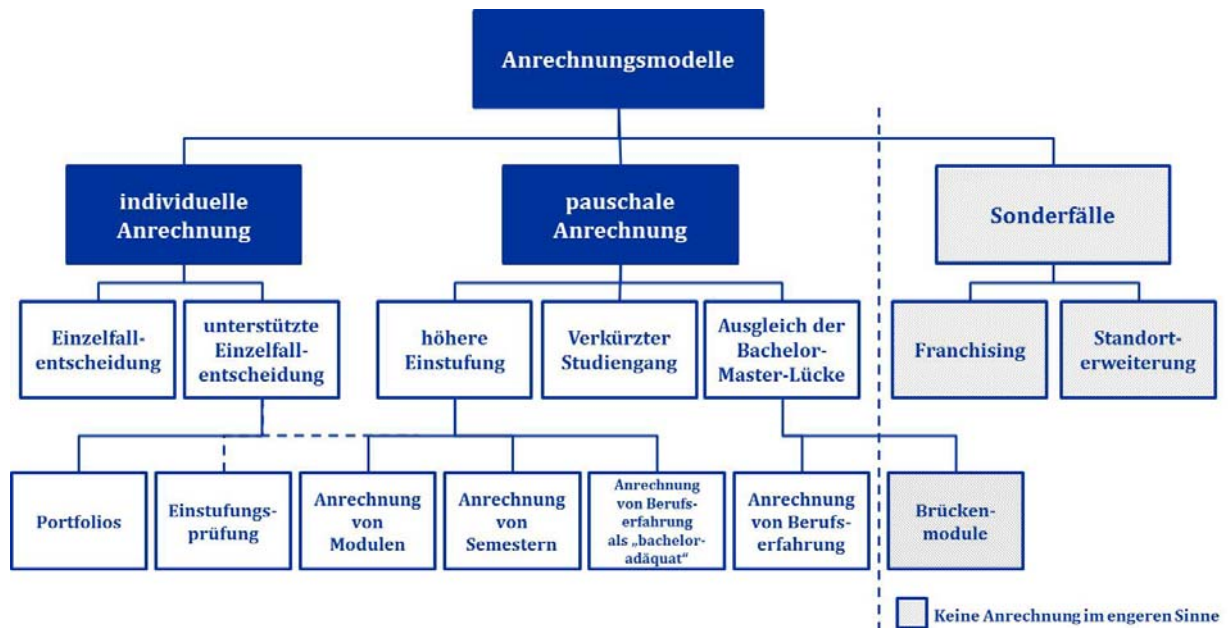 Anrechnungsmodelle
individuelle
Anrechnung
pauschale
Anrechnung
Sonderfälle
Einzelfall-
entscheidung
unterstützte
Einzelfall-
entscheidung
höhere
Einstufung
Verkürzter
Studiengang
Ausgleich der
Bachelor-
Master-Lücke
Franchising
Standort-
erweiterung
Portfolios
Einstufungs-
prüfung
Anrechnung
von
Modulen
Anrechnung
von
Semestern
Anrechnung
von Berufs-
erfahrung
als „bachelor-
adäquat“
Anrechnung
von Berufs-
erfahrung
Brücken-
module
Keine Anrechnung im engeren Sinne